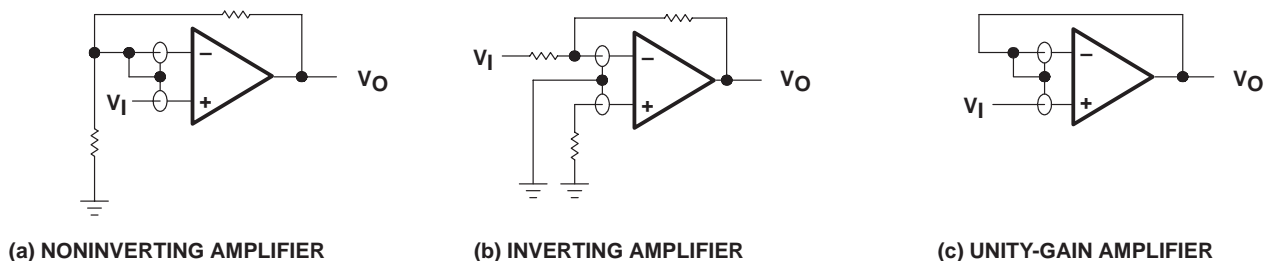 − + VI VO
VI − + VO
− + VI VO
(a) NONINVERTING AMPLIFIER
(b) INVERTING AMPLIFIER
(c) UNITY-GAIN AMPLIFIER